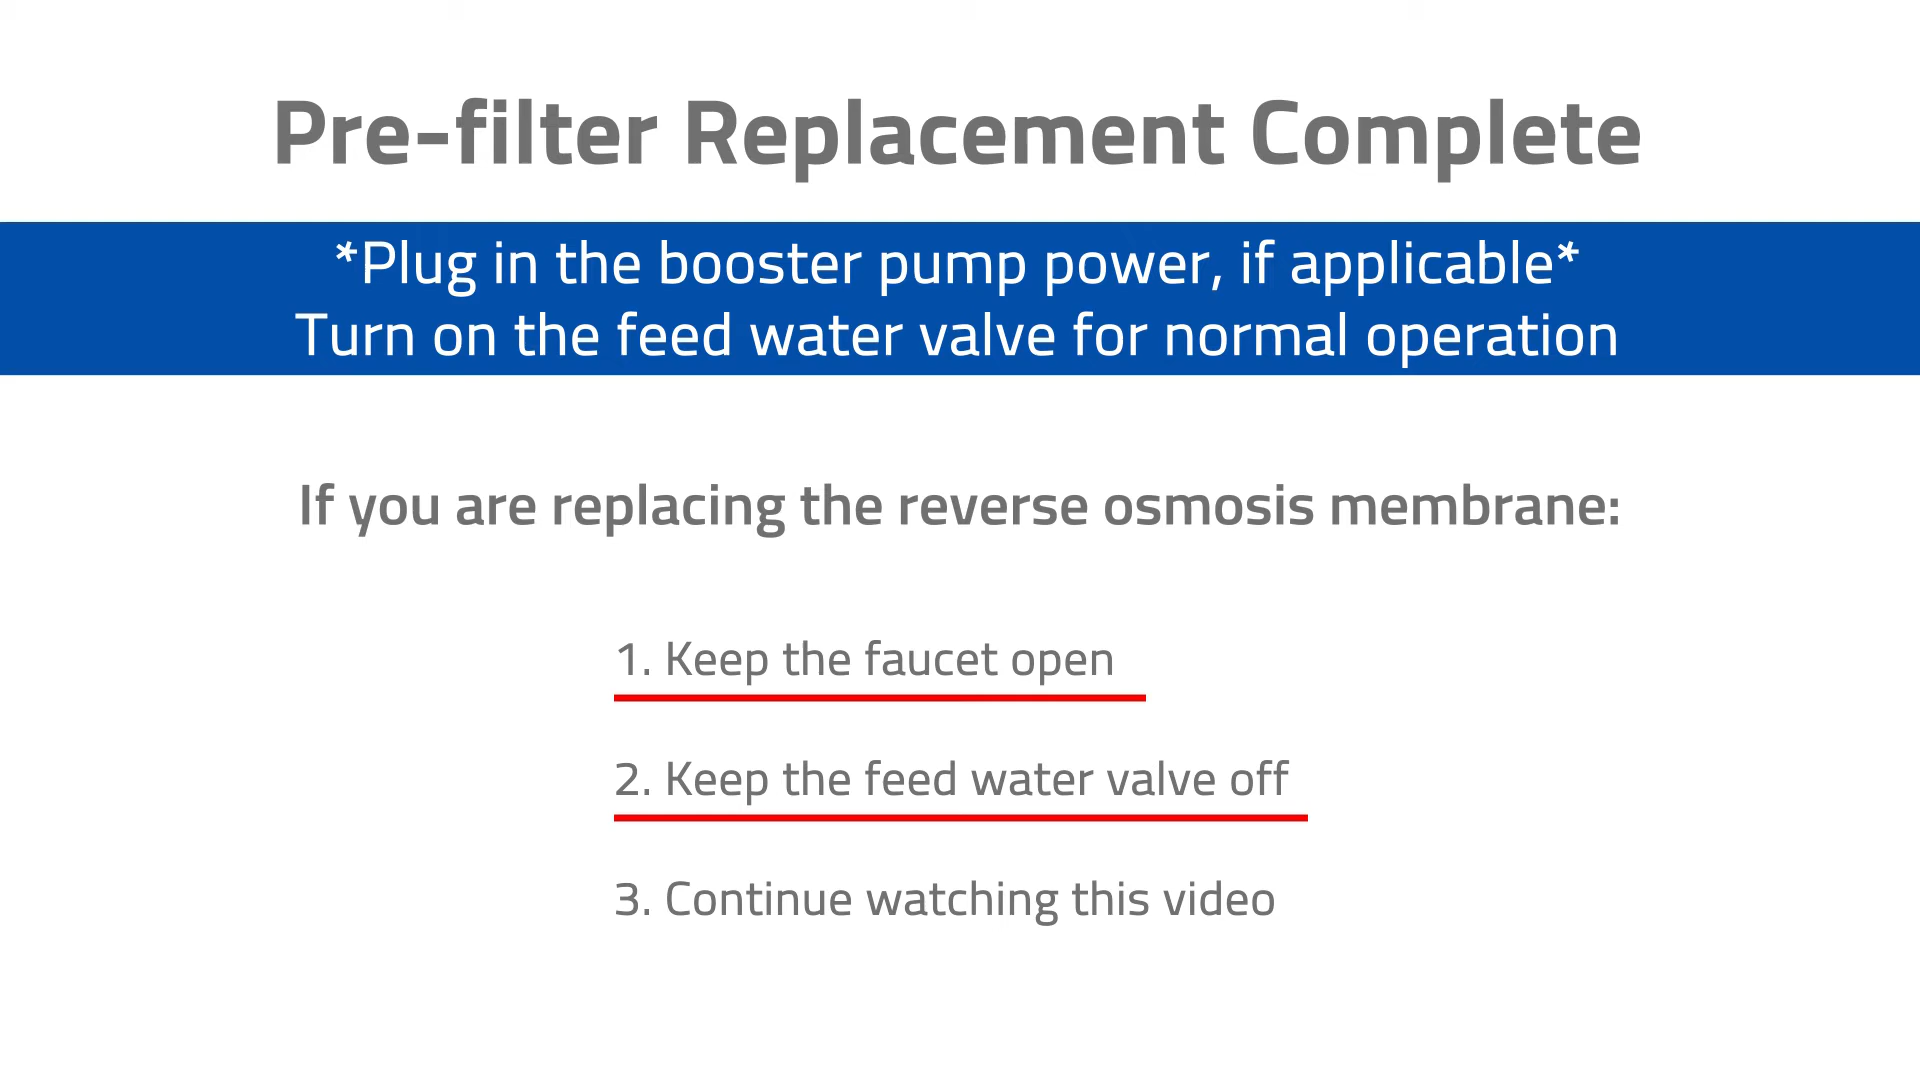 Pre-filter Replacement Complete
*Plug in the booster pump power, if applicable*
Turn on the feed water valve for normal operation
If you are replacing the reverse osmosis membrane:
1. Keep the faucet open
2. Keep the feed water valve off
3. Continue watching this video